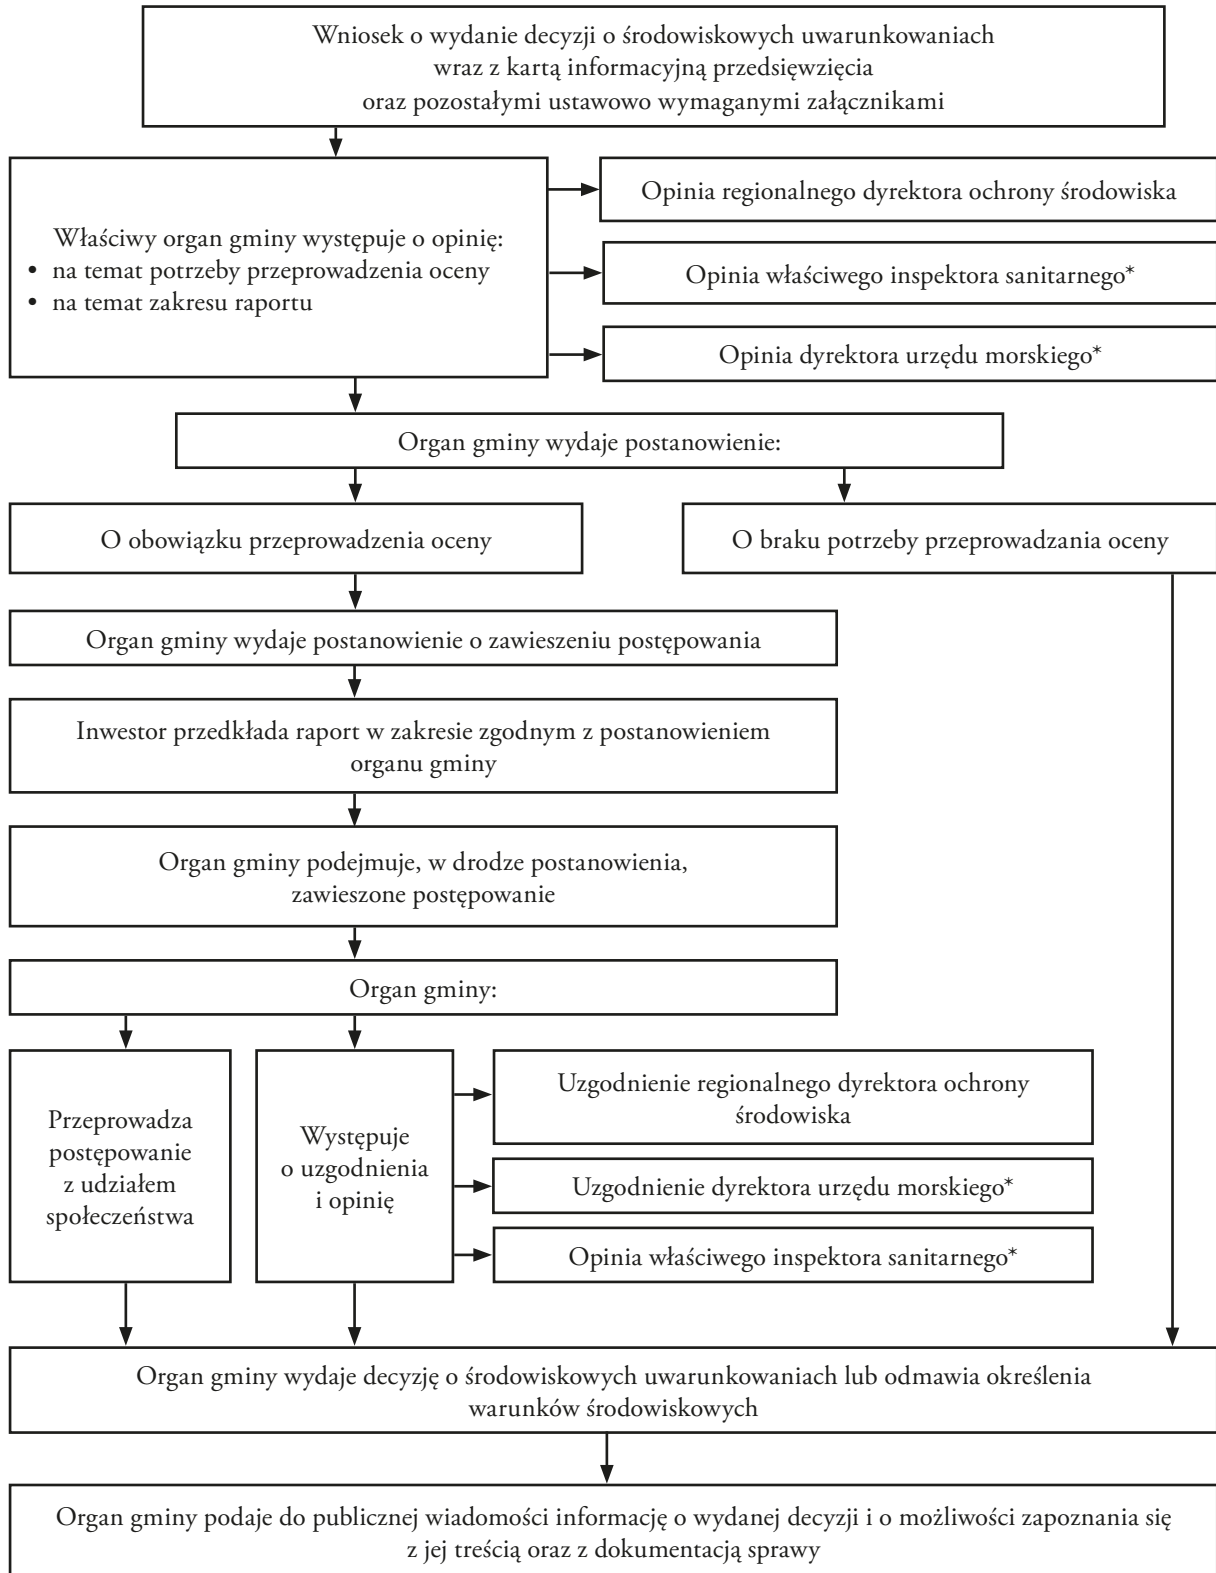 Wniosek o wydanie decyzji o środowiskowych uwarunkowaniach
wraz z kartą informacyjną przedsięwzięcia
oraz pozostałymi ustawowo wymaganymi załącznikami
Właściwy organ gminy występuje o opinię:
• na temat potrzeby przeprowadzenia oceny
• na temat zakresu raportu
Opinia regionalnego dyrektora ochrony środowiska
Opinia właściwego inspektora sanitarnego*
Opinia dyrektora urzędu morskiego*
Organ gminy wydaje postanowienie:
O obowiązku przeprowadzenia oceny
O braku potrzeby przeprowadzania oceny
Organ gminy wydaje postanowienie o zawieszeniu postępowania
Inwestor przedkłada raport w zakresie zgodnym z postanowieniem
organu gminy
Organ gminy podejmuje, w drodze postanowienia,
zawieszone postępowanie
Organ gminy:
Przeprowadza
postępowanie
z udziałem
społeczeństwa
Występuje
o uzgodnienia
i opinię
Uzgodnienie regionalnego dyrektora ochrony
środowiska
Uzgodnienie dyrektora urzędu morskiego*
Opinia właściwego inspektora sanitarnego*
Organ gminy wydaje decyzję o środowiskowych uwarunkowaniach lub odmawia określenia
warunków środowiskowych
Organ gminy podaje do publicznej wiadomości informację o wydanej decyzji i o możliwości zapoznania się
z jej treścią oraz z dokumentacją sprawy